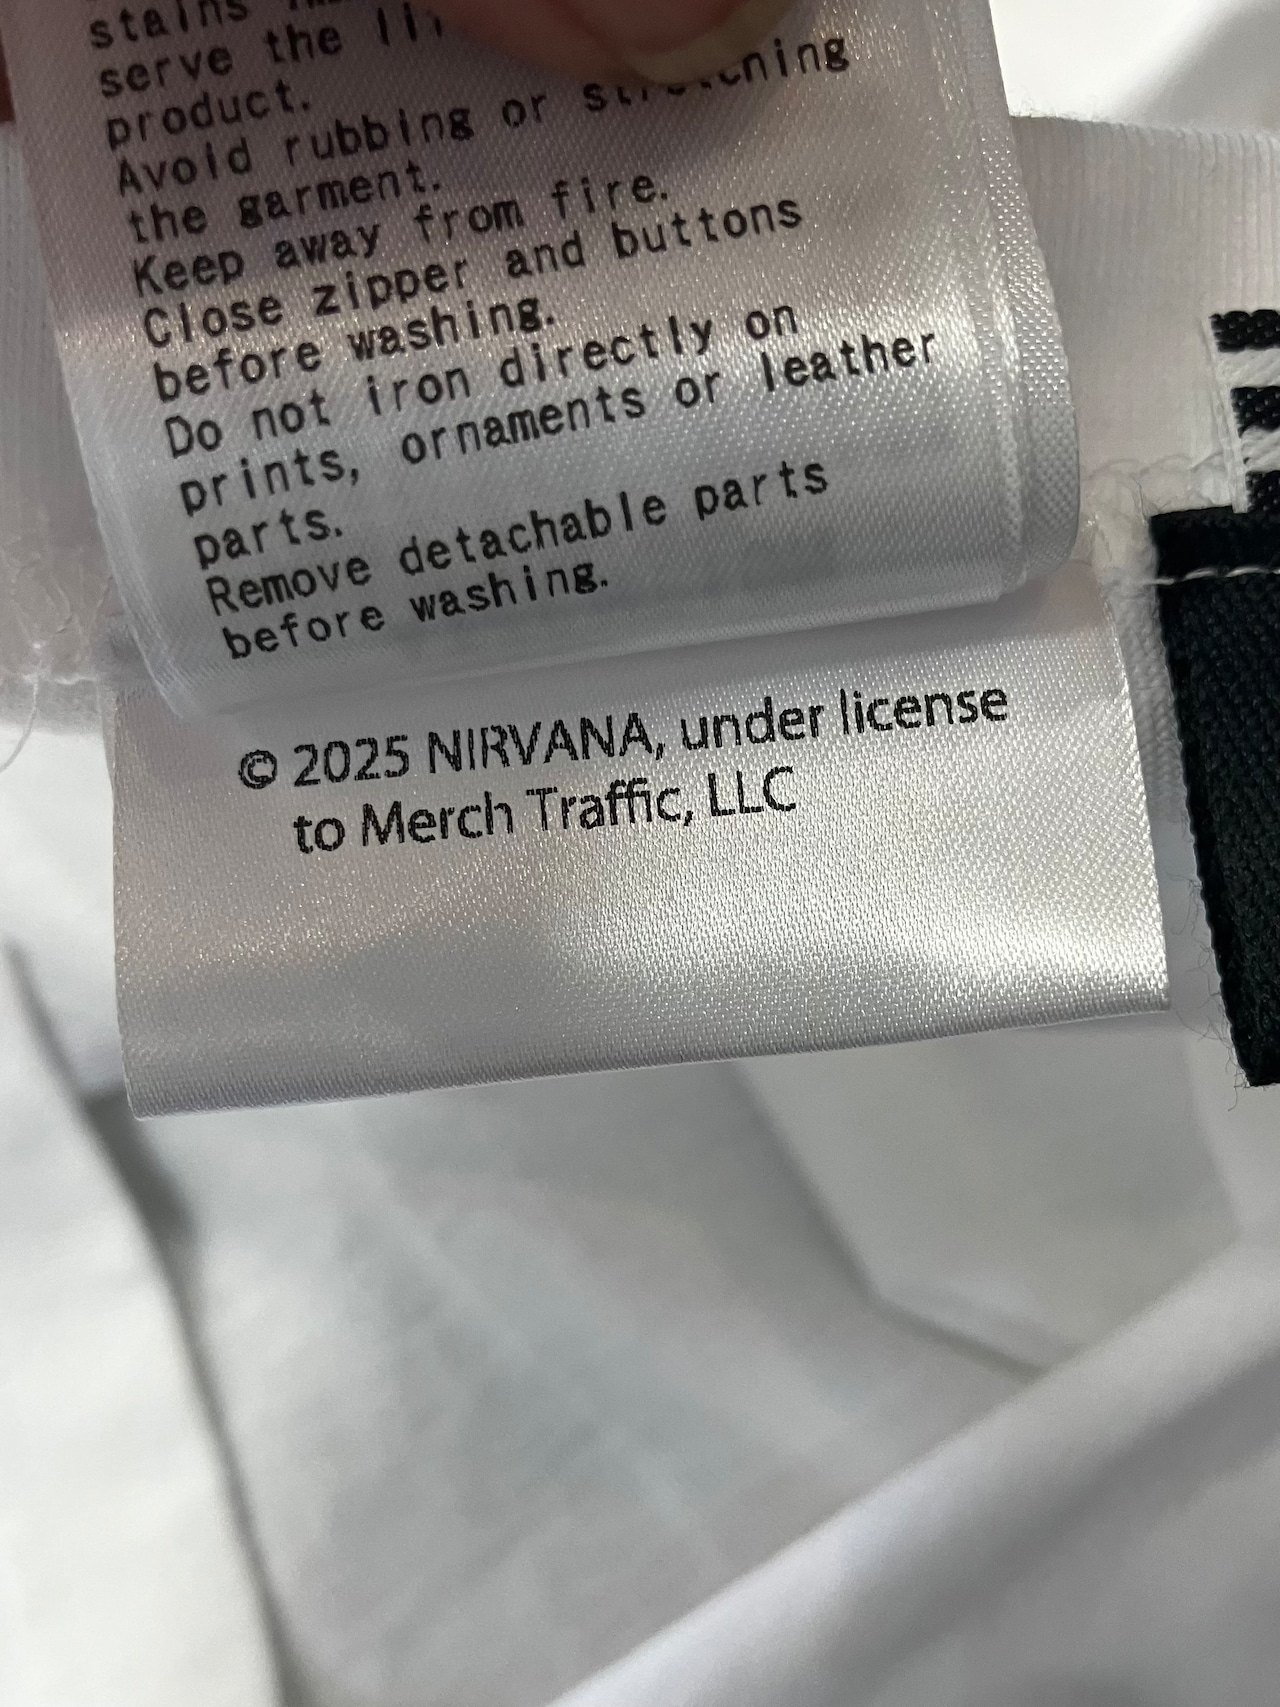 stains
serve the
product.
Avoid rubbing or
the garment.
Keep away from fire.
Close zipper and buttons
before washing.
Do not iron directly on
prints, ornaments or leather
parts.
Remove detachable parts
before washing.
© 2025 NIRVANA, under license
to Merch Traffic, LLC